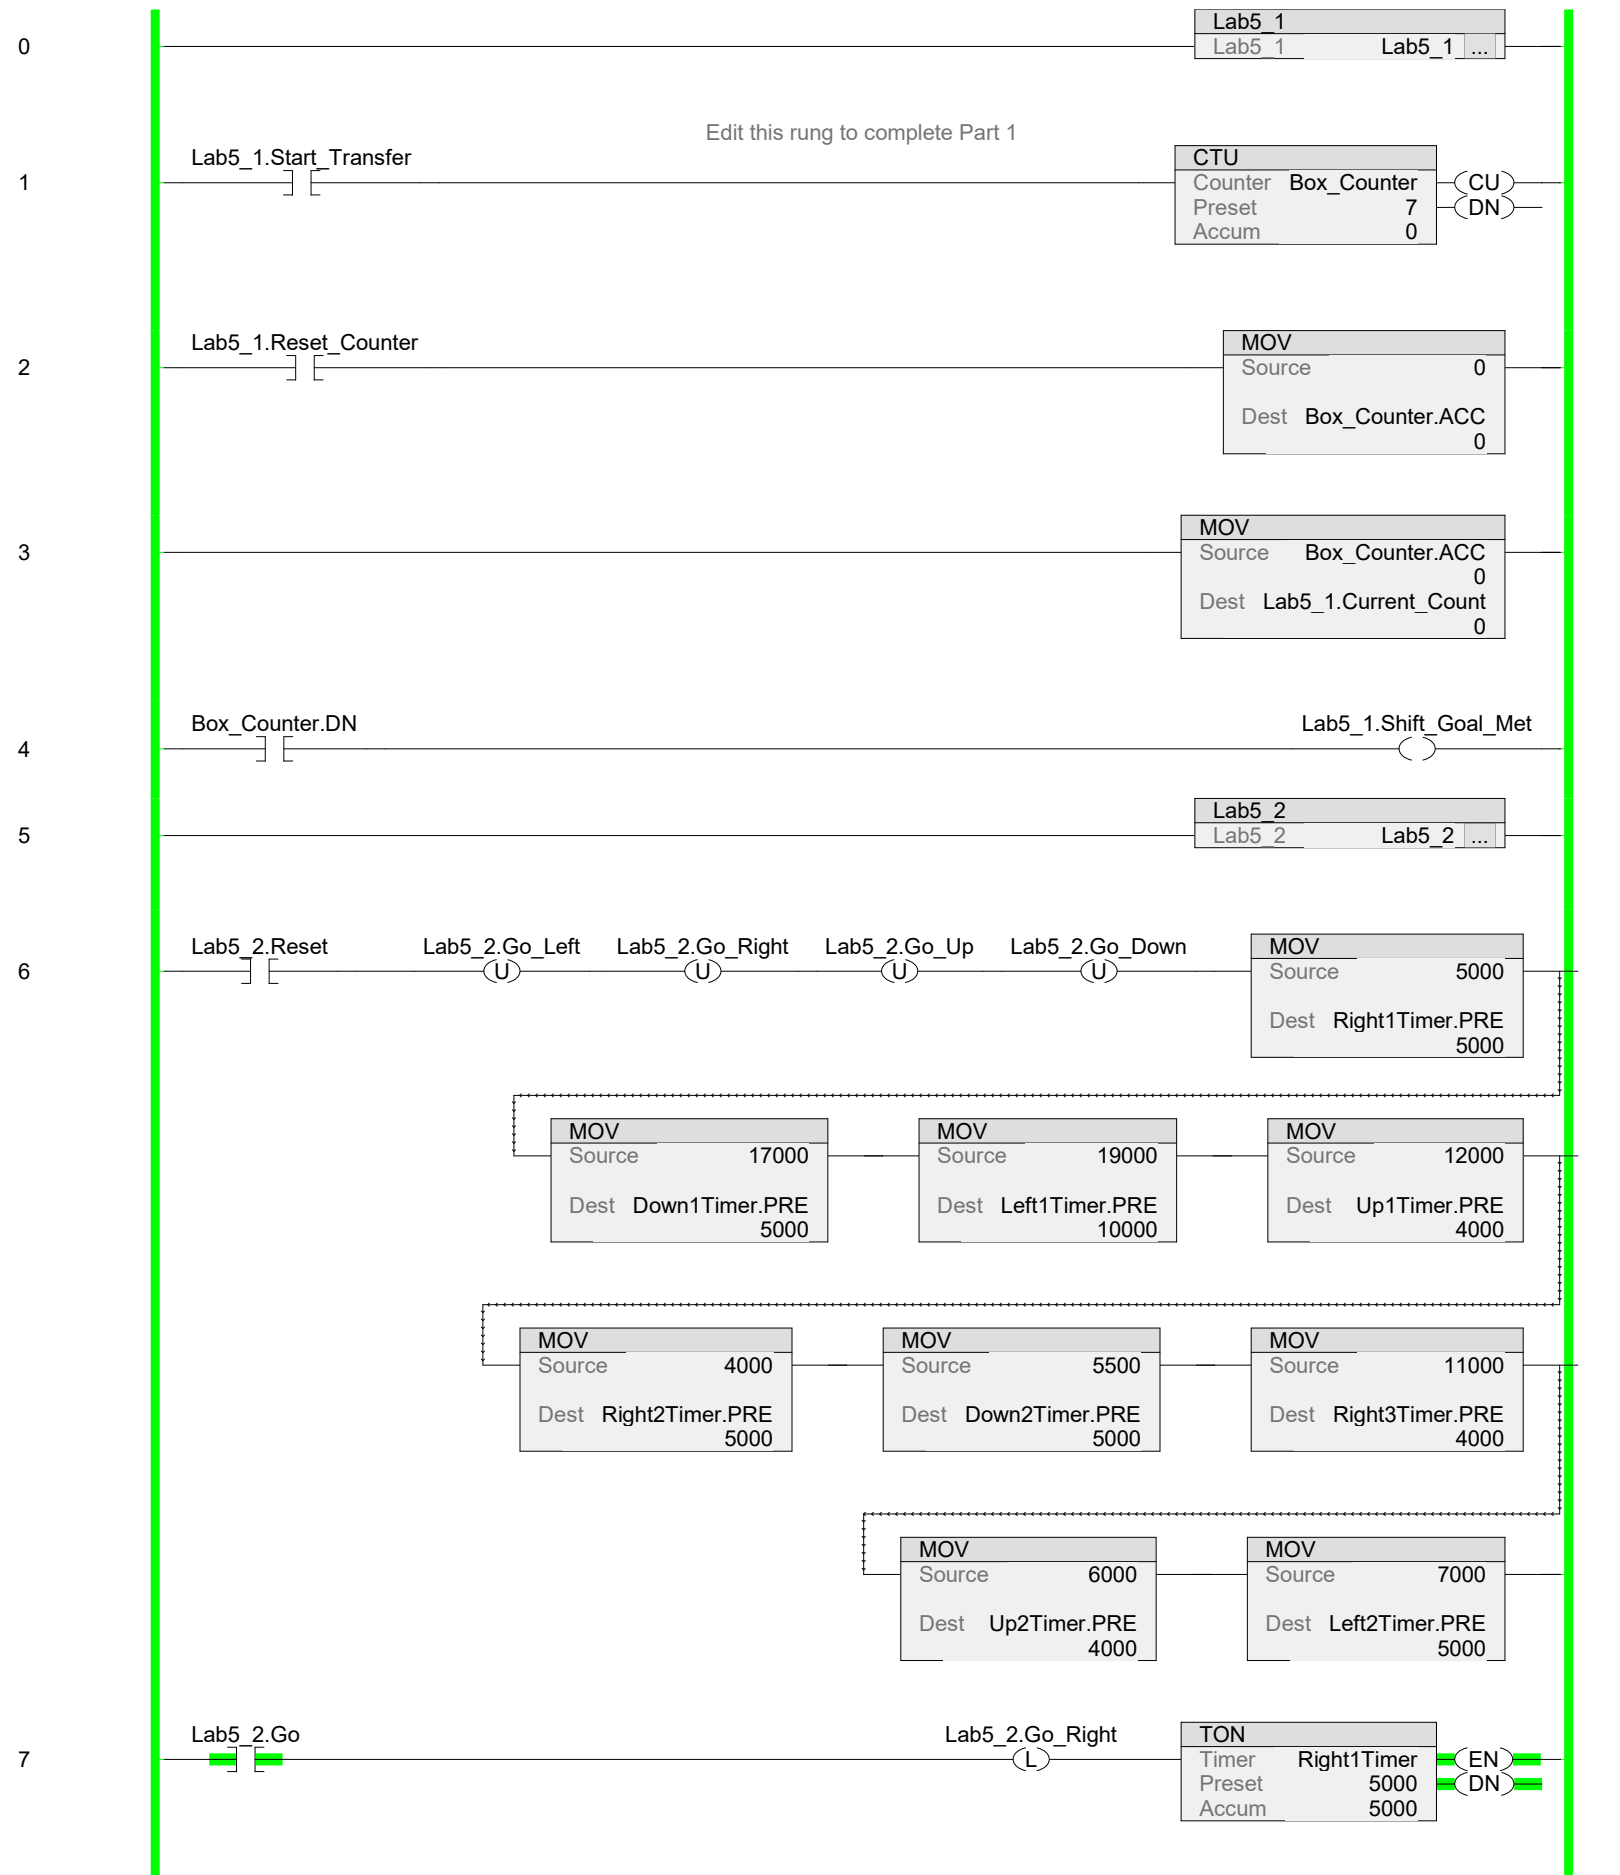 0
Lab5_1
Lab5_1 Lab5_1 ...
Edit this rung to complete Part 1
Lab5_1.Start_Transfer
1
CTU
Counter Box_Counter
Preset 7
Accum 0
CU
DN
Lab5_1.Reset_Counter
2
MOV
Source 0
Dest Box_Counter.ACC
0
3
MOV
Source Box_Counter.ACC
0
Dest Lab5_1.Current_Count
0
Box_Counter.DN
Lab5_1.Shift_Goal_Met
4
5
Lab5_2
Lab5_2 Lab5_2 ...
6
Lab5_2.Reset Lab5_2.Go_Left Lab5_2.Go_Right Lab5_2.Go_Up Lab5_2.Go_Down
U U U U
MOV
Source 5000
Dest Right1Timer.PRE
5000
MOV
Source 17000
Dest Down1Timer.PRE
5000
MOV
Source 19000
Dest Left1Timer.PRE
10000
MOV
Source 12000
Dest Up1Timer.PRE
4000
MOV
Source 4000
Dest Right2Timer.PRE
5000
MOV
Source 5500
Dest Down2Timer.PRE
5000
MOV
Source 11000
Dest Right3Timer.PRE
4000
MOV
Source 6000
Dest Up2Timer.PRE
4000
MOV
Source 7000
Dest Left2Timer.PRE
5000
7
Lab5_2.Go Lab5_2.Go_Right
L
TON
Timer Right1Timer
Preset 5000
Accum 5000
EN
DN